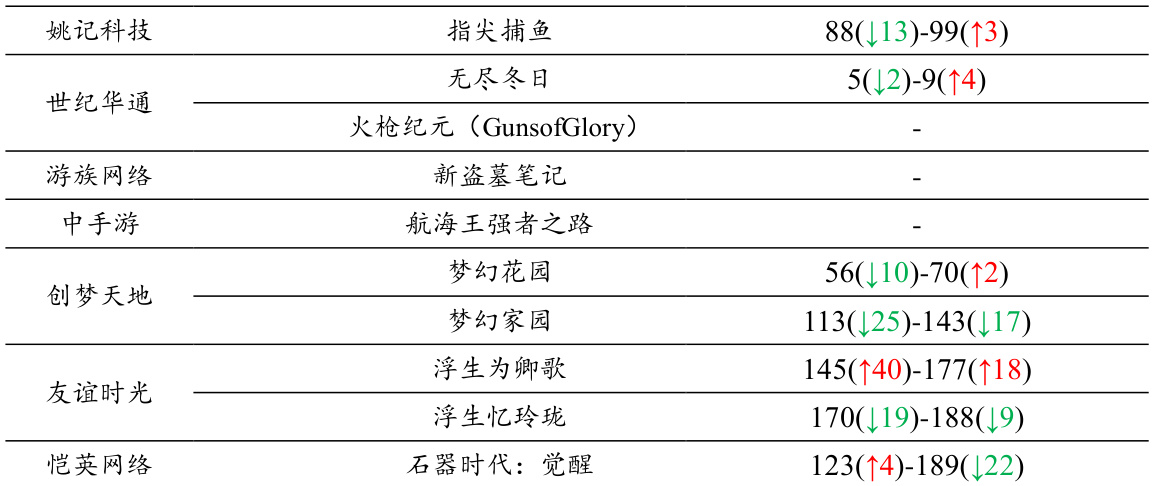 姚记科技 指尖捕鱼 88(↓13)-99(↑3)
世纪华通 无尽冬日 5(↓2)-9(↑4)
火枪纪元（GunsofGlory） -
游族网络 新盗墓笔记 -
中手游 航海王强者之路 -
创梦天地 梦幻花园 56(↓10)-70(↑2)
梦幻家园 113(↓25)-143(↓17)
友谊时光 浮生为卿歌 145(↑40)-177(↑18)
浮生忆玲珑 170(↓19)-188(↓9)
恺英网络 石器时代：觉醒 123(↑4)-189(↓22)